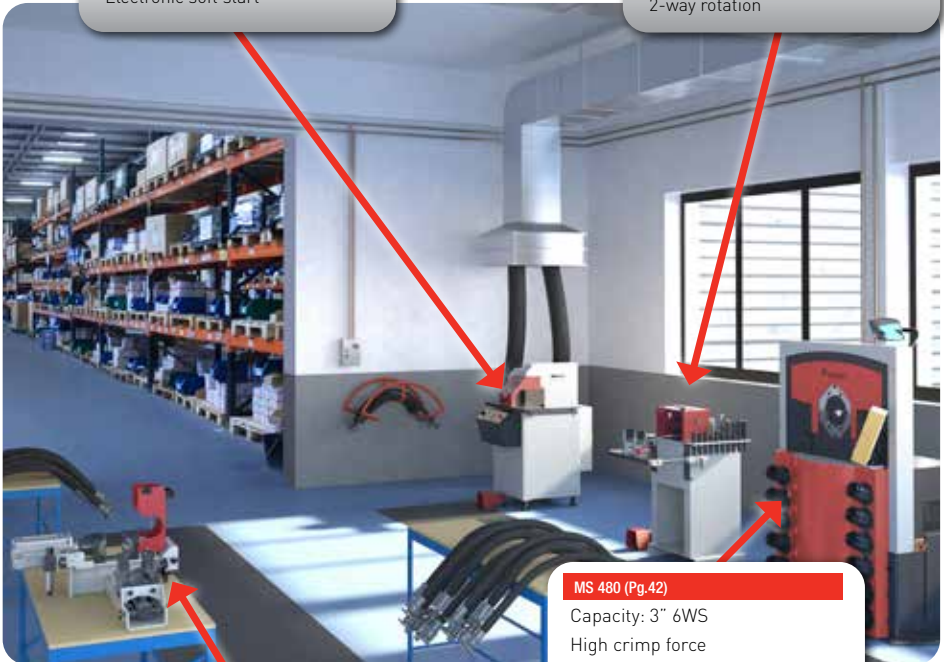 Electronic soft start
2-way rotation
MS 480 (Pg.42)
Capacity: 3" 6WS
High crimp force